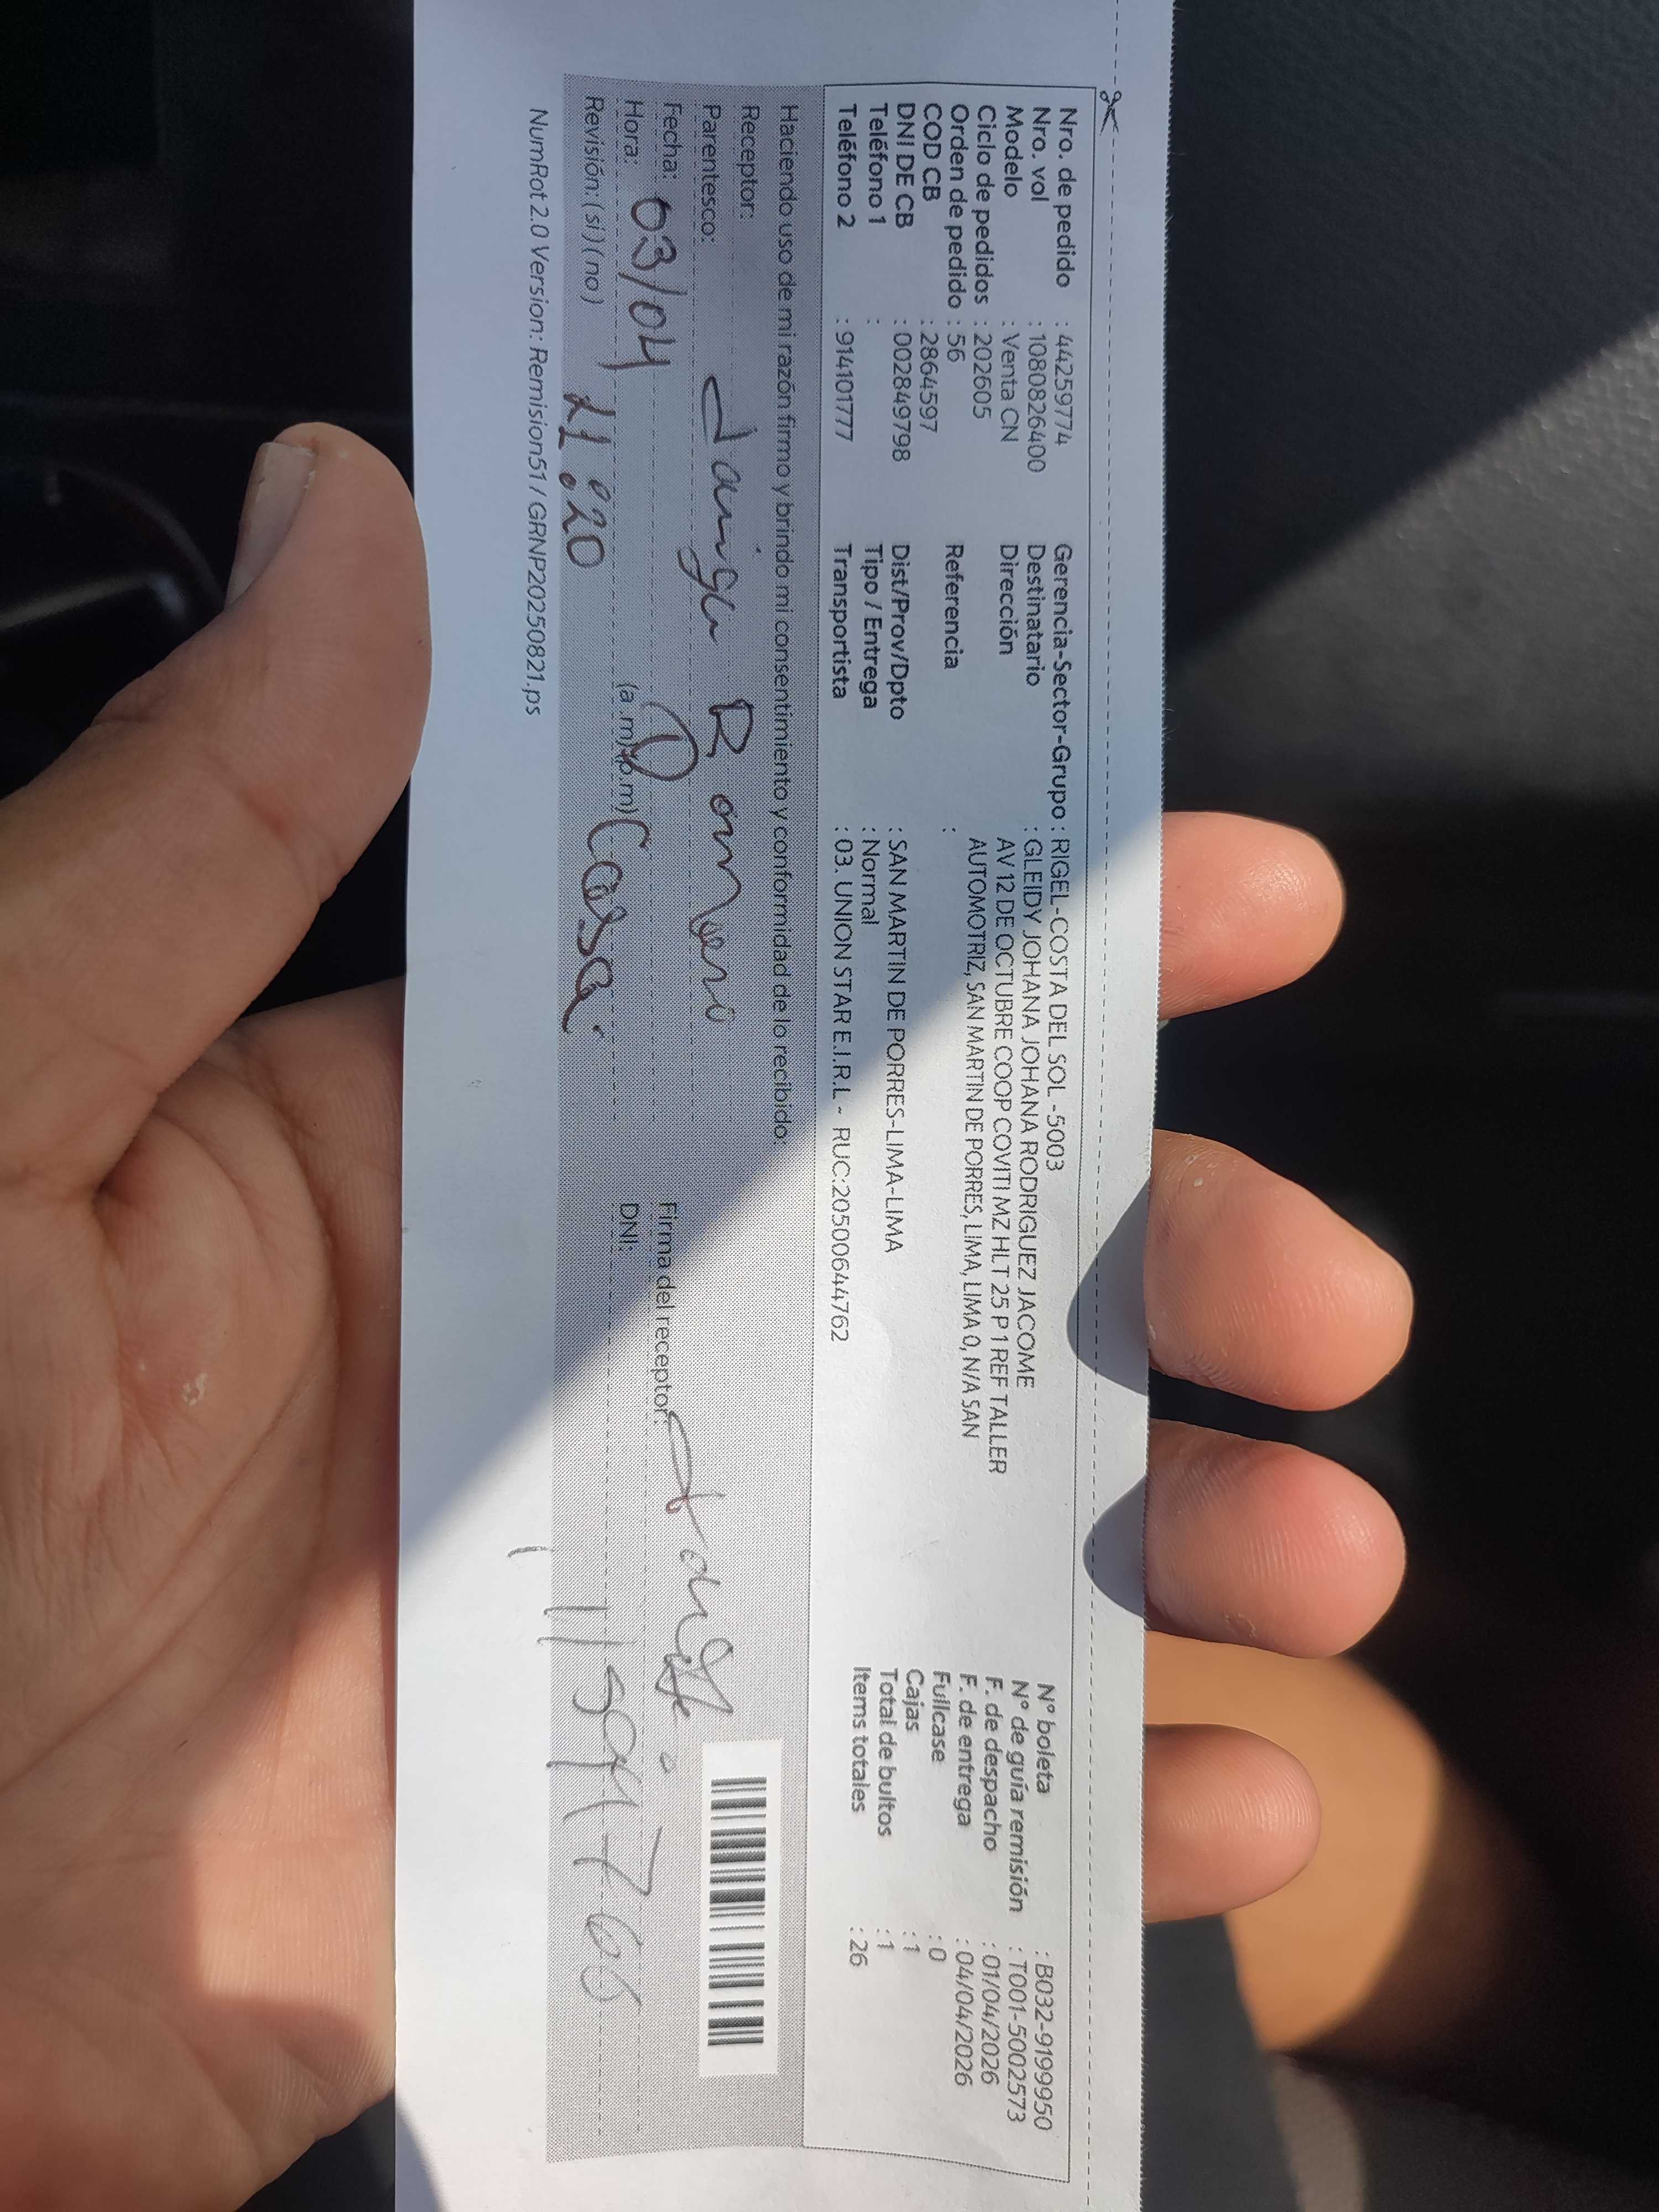 Nro. de pedido : 44259774
Nro. vol : 1080826400
Modelo : Venta CN
Ciclo de pedidos : 202605
Orden de pedido : 56
COD CB : 28645597
DNI DE CB : 002849798
Teléfono 1 :
Teléfono 2 : 914101777
Gerencia-Sector-Grupo : RIGEL-COSTA DEL SOL -5003
Destinatario : GLEIDY JOHANA JOHANA RODRIGUEZ JACOME
Dirección : AV 12 DE OCTUBRE COOP COVITI MZ HLT 25 P 1 REF TALLER
AUTOMOTRIZ, SAN MARTIN DE PORRES, LIMA, LIMA 0, N/A SAN
Referencia :
Dist/Prov/Dpto : SAN MARTIN DE PORRES-LIMA-LIMA
Tipo / Entrega : Normal
Transportista : 03. UNION STAR E.I.R.L - RUC:20500644762
N° boleta : B032-9199950
N° de guía remisión : T001-5002573
F. de despacho : 01/04/2026
F. de entrega : 04/04/2026
Fullcase : 0
Cajas : 1
Total de bultos : 1
Items totales : 26
Haciendo uso de mi razón firmo y brindo mi consentimiento y conformidad de lo recibido.
Receptor: Romero
Parentesco:
Fecha: 03/04
Hora: 11:20 (a.m) (p.m) Casa
Revisión: ( si ) ( no )
Firma del receptor:
DNI:
NumRot 2.0 Version: Remision51 / GRNP20250821.ps